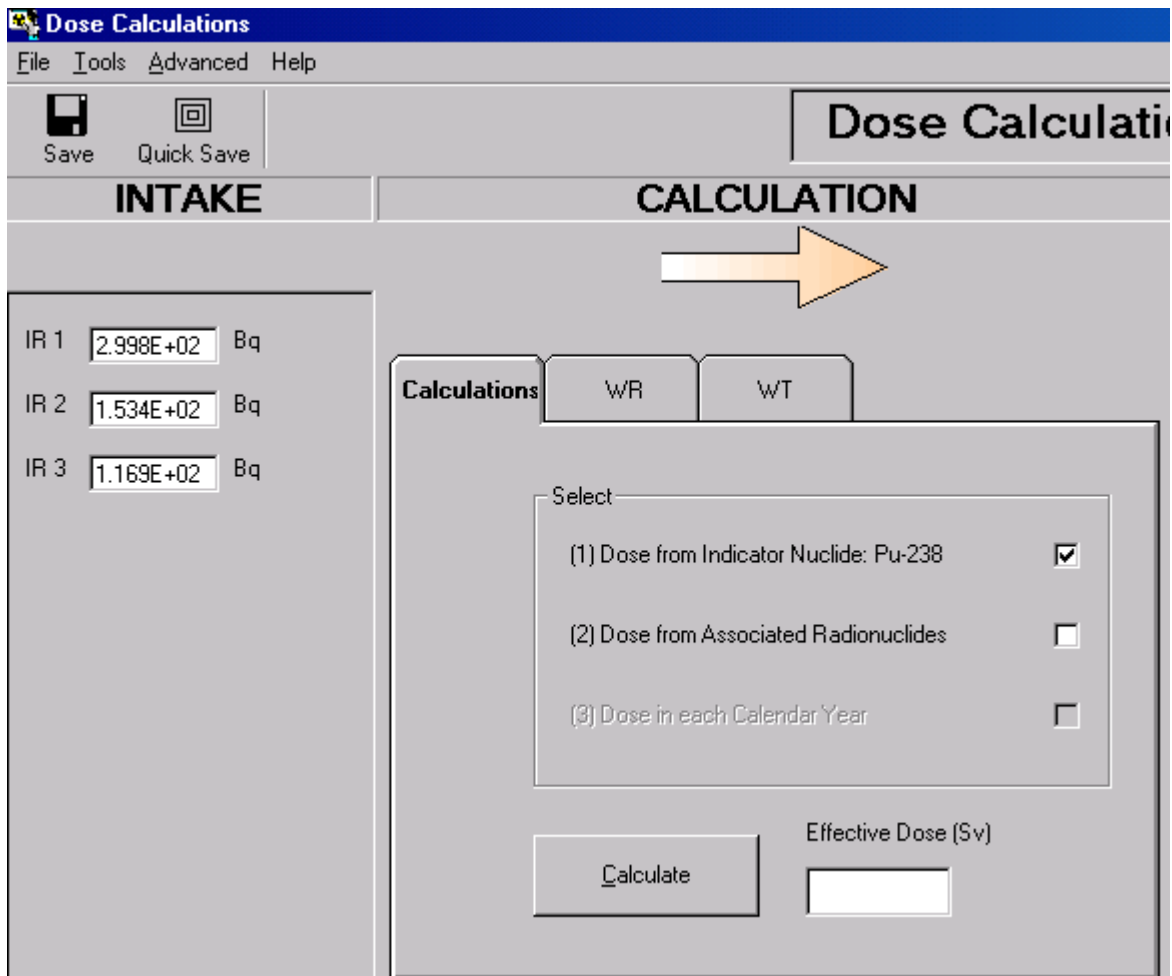 Dose Calculations
File Tools Advanced Help
Save Quick Save
Dose Calculati
INTAKE
CALCULATION
IR 1 2.998E+02 Bq
IR 2 1.534E+02 Bq
IR 3 1.169E+02 Bq
Calculations WR WT
Select
(1) Dose from Indicator Nuclide: Pu-238
(2) Dose from Associated Radionuclides
(3) Dose in each Calendar Year
Calculate
Effective Dose (Sv)